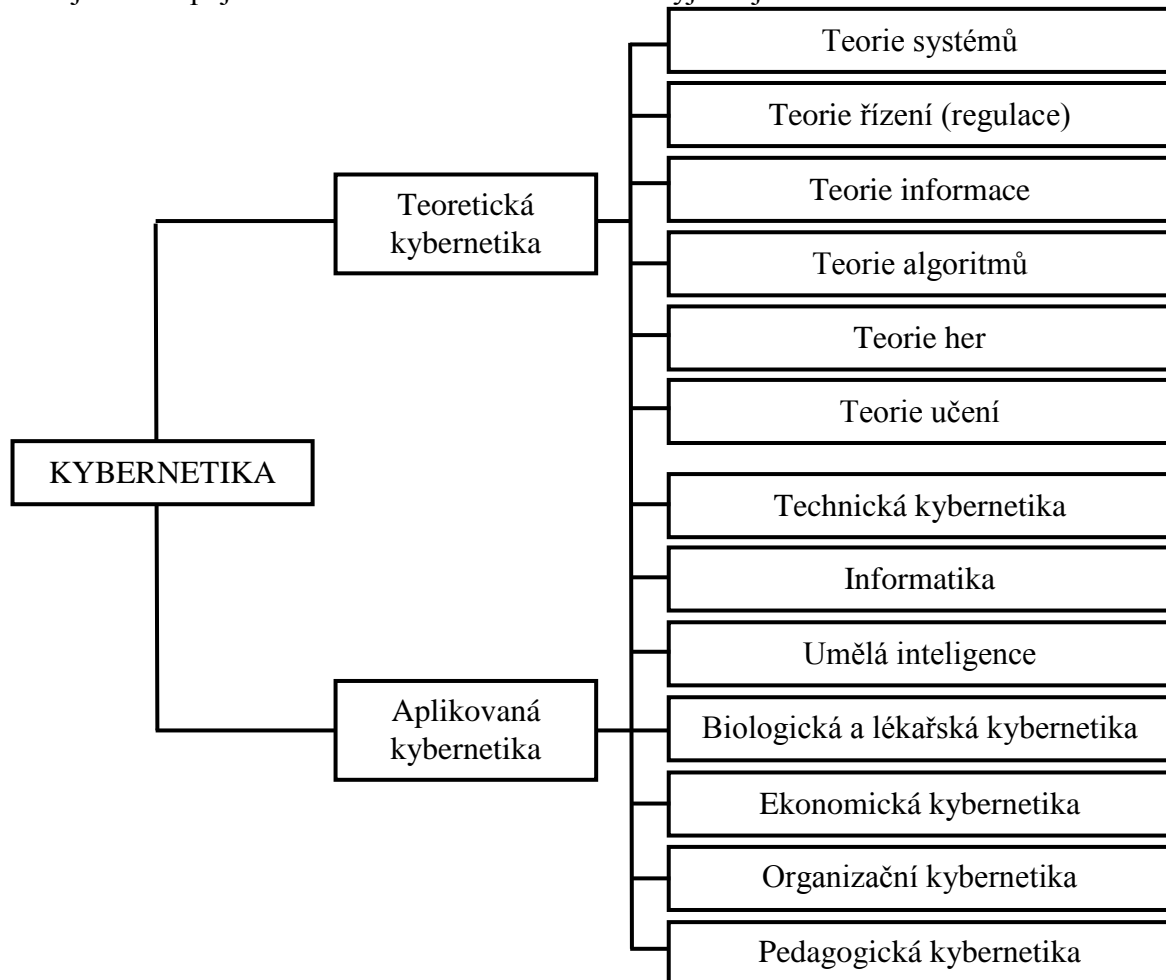 Teorie systémů
Teorie řízení (regulace)
Teorie informace
Teorie algoritmů
Teorie her
Teorie učení
Teoretická
kybernetika
KYBERNETIKA
Technická kybernetika
Informatika
Umělá inteligence
Biologická a lékařská kybernetika
Ekonomická kybernetika
Organizační kybernetika
Pedagogická kybernetika
Aplikovaná
kybernetika